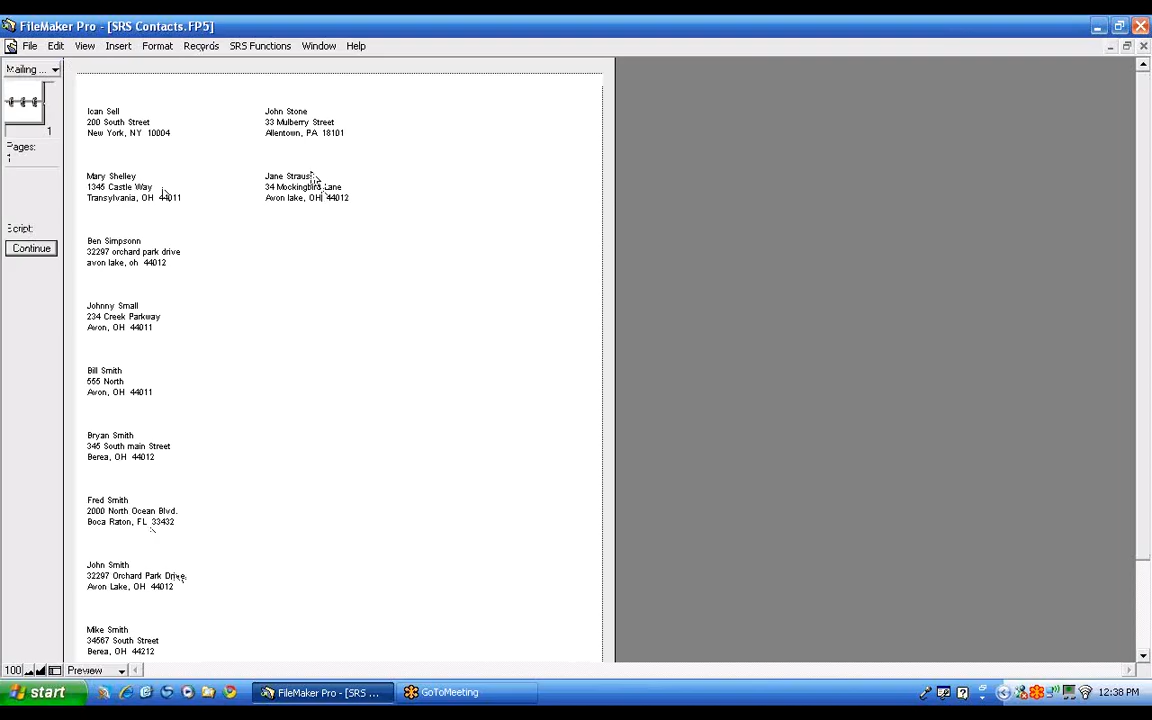 FileMaker Pro - [SRS Contacts.FP5]
File Edit View Insert Format Records SRS Functions Window Help
Mailing ...
1
Pages:
1
Script:
Continue
Ican Sell
200 South Street
New York, NY 10004
John Stone
33 Mulberry Street
Allentown, PA 18101
Mary Shelley
1345 Castle Way
Transylvania, OH 44011
Jane Strauss
34 Mockingbird Lane
Avon lake, OH 44012
Ben Simpsonn
32297 orchard park drive
avon lake, oh 44012
Johnny Small
234 Creek Parkway
Avon, OH 44011
Bill Smith
555 North
Avon, OH 44011
Bryan Smith
345 South main Street
Berea, OH 44012
Fred Smith
2000 North Ocean Blvd.
Boca Raton, FL 33432
John Smith
32297 Orchard Park Drive
Avon Lake, OH 44012
Mike Smith
34567 South Street
Berea, OH 44212
100 Preview
start FileMaker Pro - [SRS ... GoToMeeting 12:38 PM